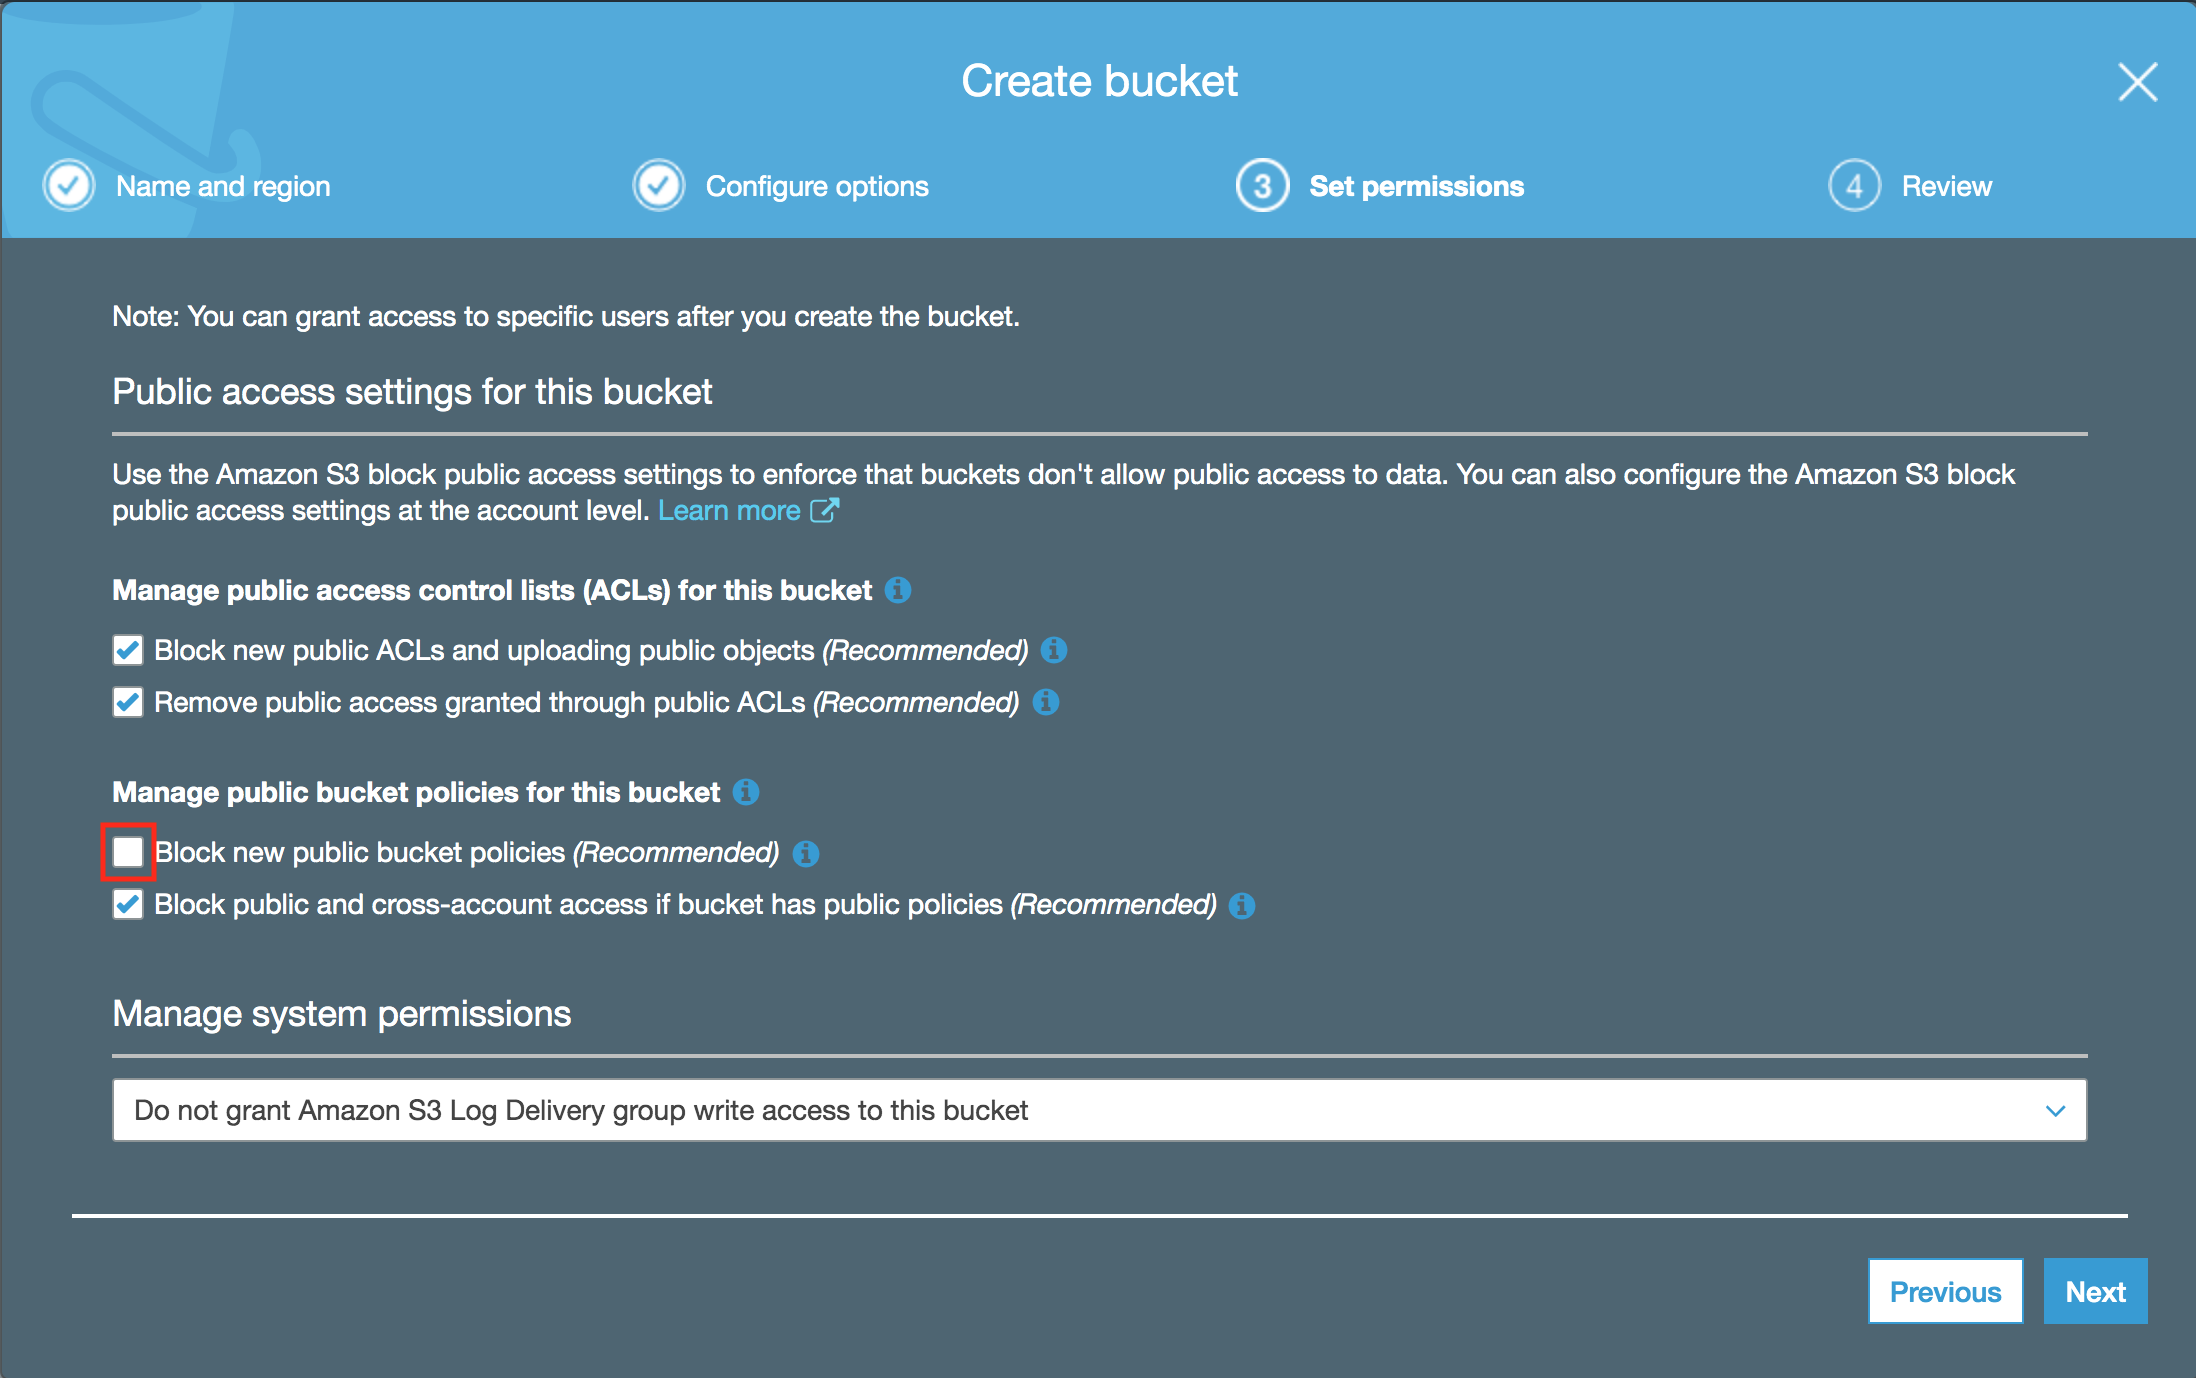 Create bucket
Name and region
Configure options
3 Set permissions
4 Review
Note: You can grant access to specific users after you create the bucket.
Public access settings for this bucket
Use the Amazon S3 block public access settings to enforce that buckets don't allow public access to data. You can also configure the Amazon S3 block
public access settings at the account level. Learn more
Manage public access control lists (ACLs) for this bucket
Block new public ACLs and uploading public objects (Recommended)
Remove public access granted through public ACLs (Recommended)
Manage public bucket policies for this bucket
Block new public bucket policies (Recommended)
Block public and cross-account access if bucket has public policies (Recommended)
Manage system permissions
Do not grant Amazon S3 Log Delivery group write access to this bucket
Previous
Next